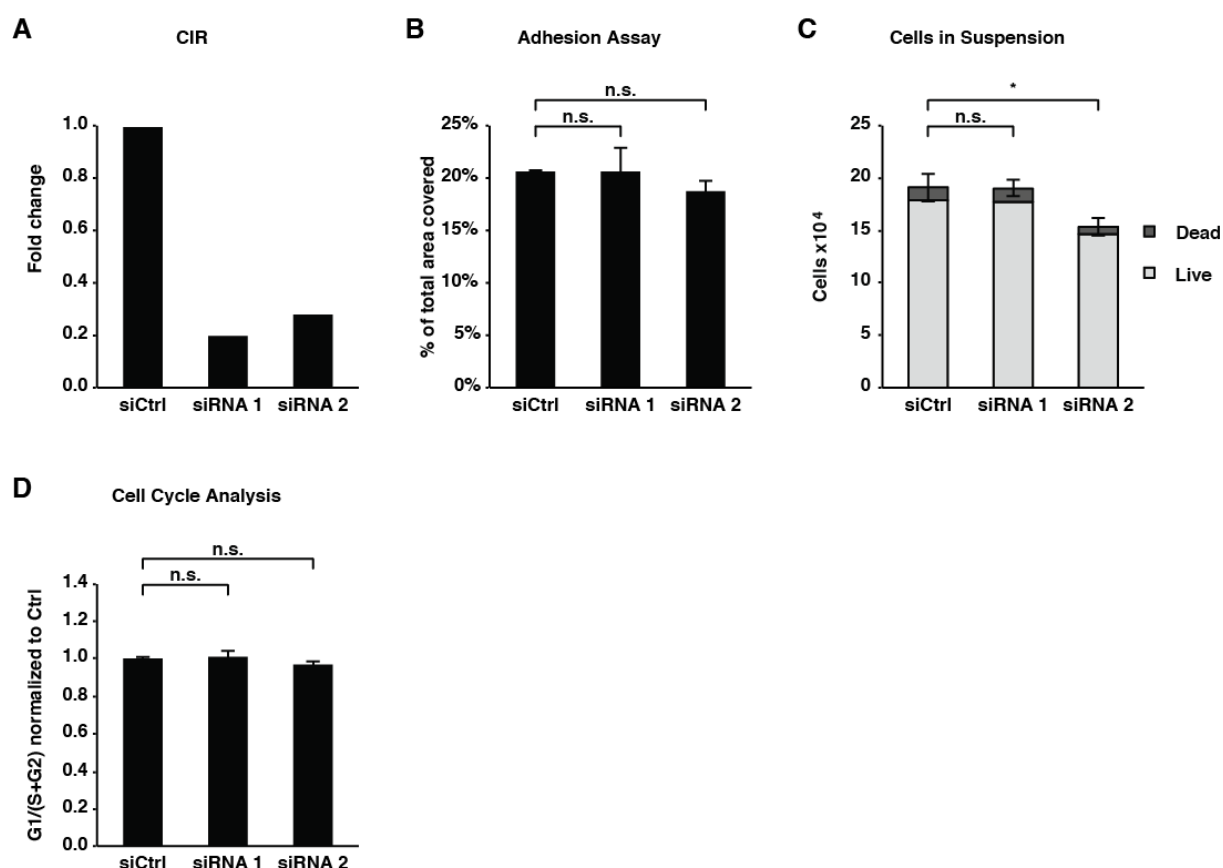 A
CIR
Fold change
1.0
0.8
0.6
0.4
0.2
0.0
siCtrl siRNA 1 siRNA 2
B
Adhesion Assay
n.s.
n.s.
% of total area covered
25%
20%
15%
10%
5%
0%
siCtrl siRNA 1 siRNA 2
C
Cells in Suspension
*
n.s.
Cells x10⁴
25
20
15
10
5
0
siCtrl siRNA 1 siRNA 2
Dead
Live
D
Cell Cycle Analysis
n.s.
n.s.
G1/(S+G2) normalized to Ctrl
1.4
1.2
1.0
0.8
0.6
0.4
0.2
0.0
siCtrl siRNA 1 siRNA 2